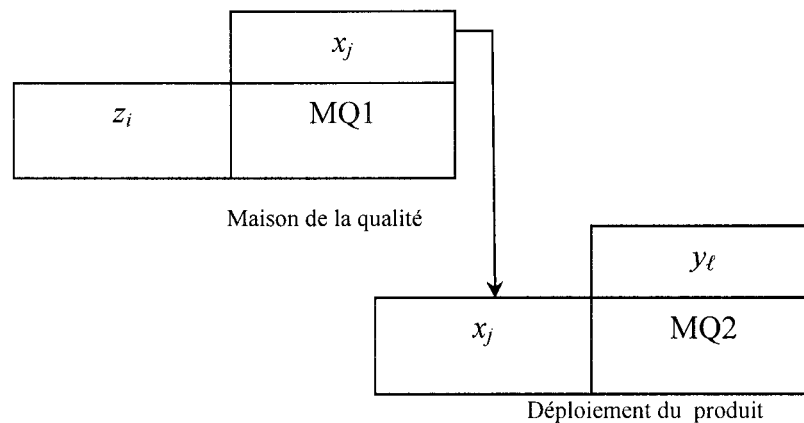 x_j
z_i MQ1
Maison de la qualité
y_ℓ
x_j MQ2
Déploiement du produit